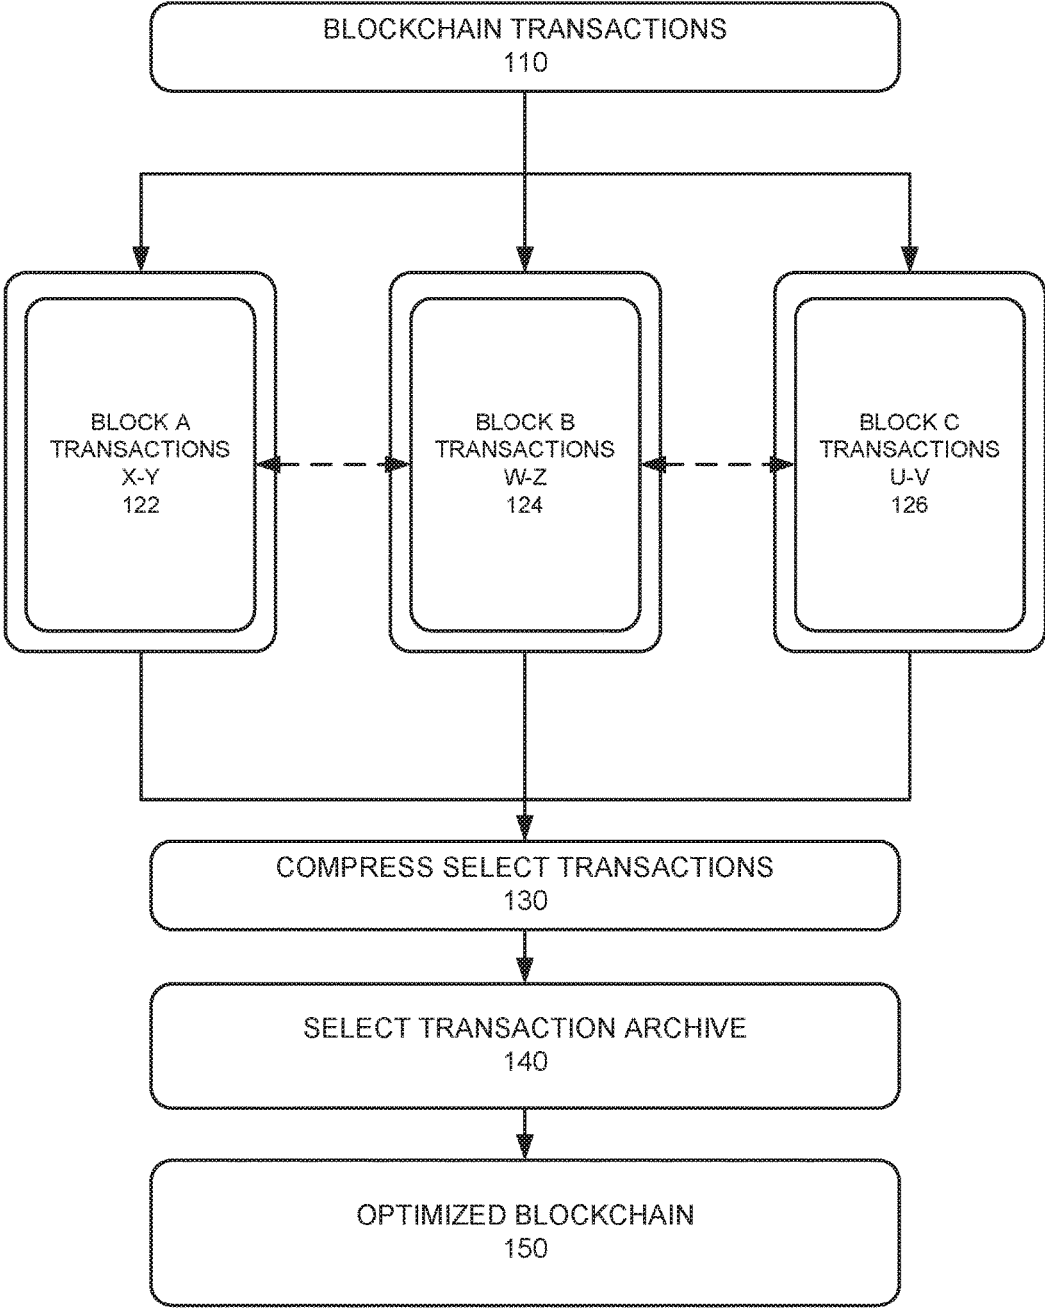 BLOCKCHAIN TRANSACTIONS
110
BLOCK A
TRANSACTIONS
X-Y
122
BLOCK B
TRANSACTIONS
W-Z
124
BLOCK C
TRANSACTIONS
U-V
126
COMPRESS SELECT TRANSACTIONS
130
SELECT TRANSACTION ARCHIVE
140
OPTIMIZED BLOCKCHAIN
150